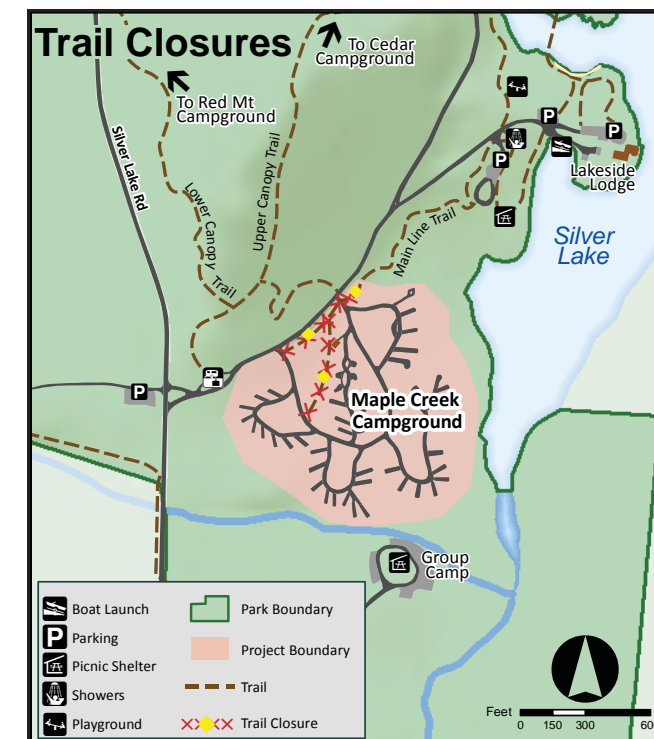 Trail Closures
To Cedar
Campground
To Red Mt
Campground
Silver Lake Rd
Lower Canopy Trail
Upper Canopy Trail
Main Line Trail
P
P
P
Lakeside
Lodge
Silver
Lake
P
Maple Creek
Campground
Group
Camp
Boat Launch
P Parking
Picnic Shelter
Showers
Playground
Park Boundary
Project Boundary
Trail
Trail Closure
Feet
0 150 300